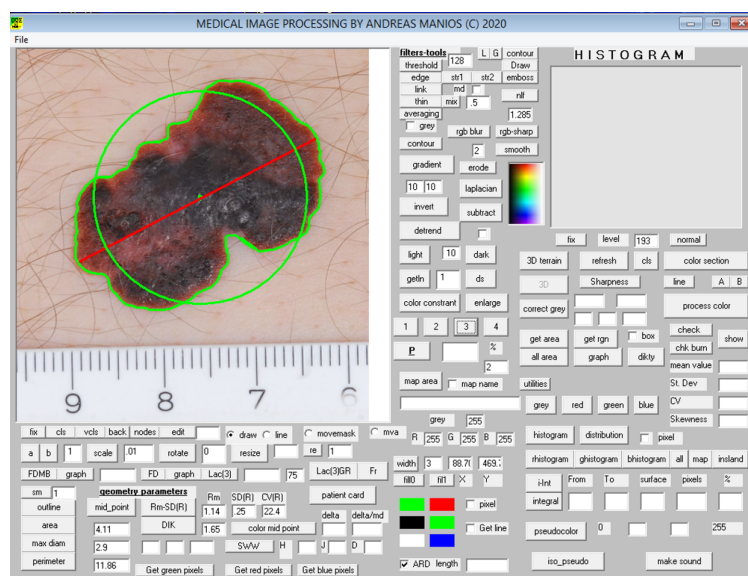 MEDICAL IMAGE PROCESSING BY ANDREAS MANIOS (C) 2020
File
9 8 7 6
filters-tools 128 L G contour
threshold Draw
edge str1 str2 emboss
link md nlf
thin mix .5
averaging 1.285
grey rgb blur rgb-sharp
contour 2 smooth
gradient erode
10 10 laplacian
invert subtract
detrend
light 10 dark
getln 1 ds
color constrant enlarge
1 2 3 4
P %
2
map area map name
grey 255
R 255 G 255 B 255
width 3 88.7( 469.:
fill0 fil1 X Y
pixel
Get line
ARD length
HISTOGRAM
fix level 193 normal
3D terrain refresh cls color section
3D Sharpness line A B
correct grey process color
get area get rgn box check show
all area graph dikty chk burn
mean value
utilities St. Dev
grey red green blue CV
Skewness
histogram distribution pixel
rhistogram ghistogram bhistogram all map insland
i-Int From To surface pixels %
integral
pseudocolor 0 255
iso_pseudo make sound
fix cls vcls back nodes edit draw line movemask mva
a b 1 scale .01 rotate 0 resize re 1
FDMB graph FD graph Lac(3) 75 Lac(3)GR Fr
sm 1 geometry parameters Rm SD(R) CV(R) patient card
outline mid_point Rm-SD(R) 1.14 .25 22.4
delta delta/md
area 4.11 DIK 1.65 color mid point
max diam 2.9 SWW H J D
perimeter 11.86 Get green pixels Get red pixels Get blue pixels